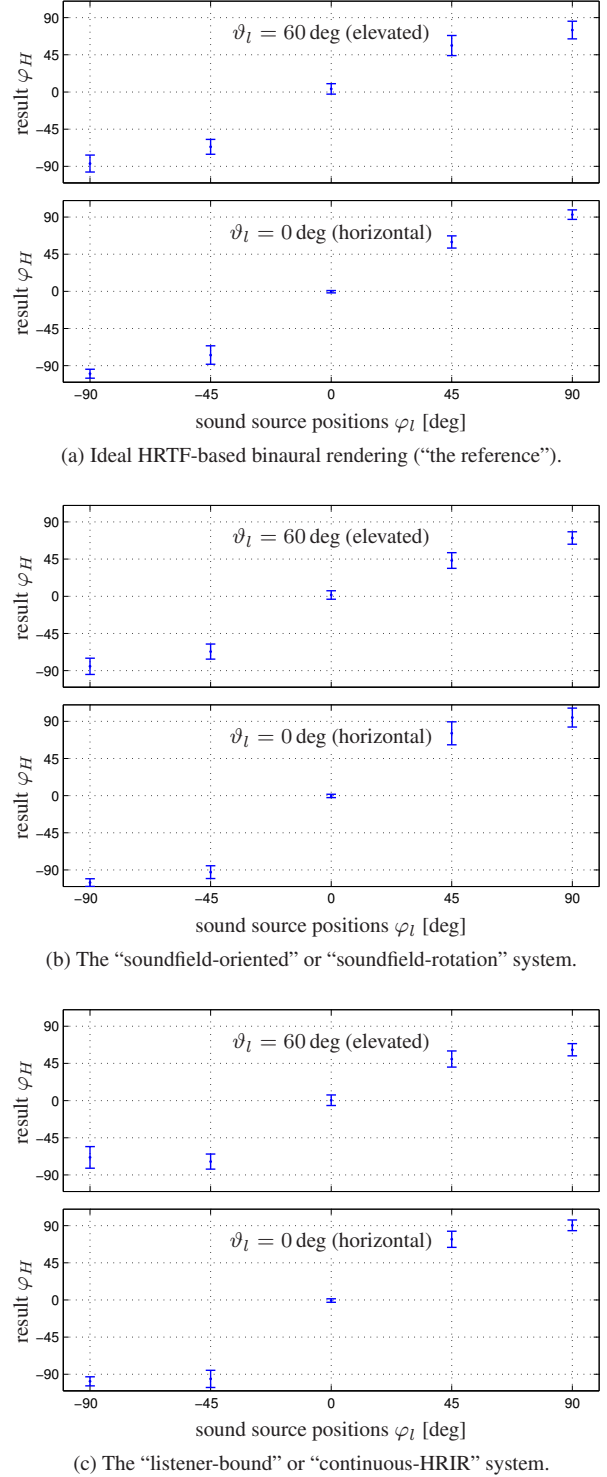 90
45
0
−45
−90
result φH
ϑl = 60 deg (elevated)
90
45
0
−45
−90
result φH
ϑl = 0 deg (horizontal)
−90 −45 0 45 90
sound source positions φl [deg]
(a) Ideal HRTF-based binaural rendering (“the reference”).
90
45
0
−45
−90
result φH
ϑl = 60 deg (elevated)
90
45
0
−45
−90
result φH
ϑl = 0 deg (horizontal)
−90 −45 0 45 90
sound source positions φl [deg]
(b) The “soundfield-oriented” or “soundfield-rotation” system.
90
45
0
−45
−90
result φH
ϑl = 60 deg (elevated)
90
45
0
−45
−90
result φH
ϑl = 0 deg (horizontal)
−90 −45 0 45 90
sound source positions φl [deg]
(c) The “listener-bound” or “continuous-HRIR” system.